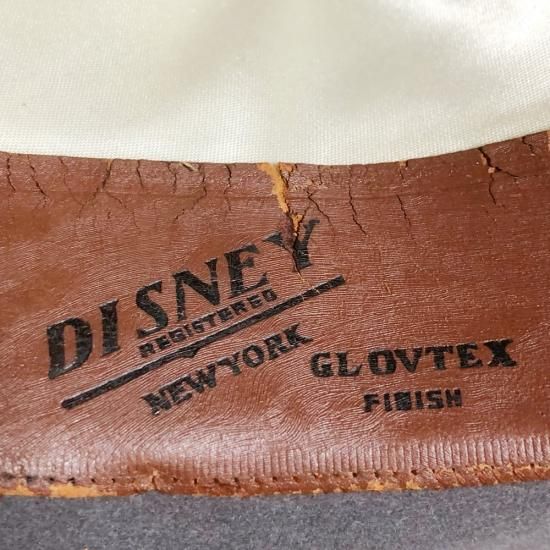 DISNEY
REGISTERED
NEW YORK
GLOVTEX
FINISH